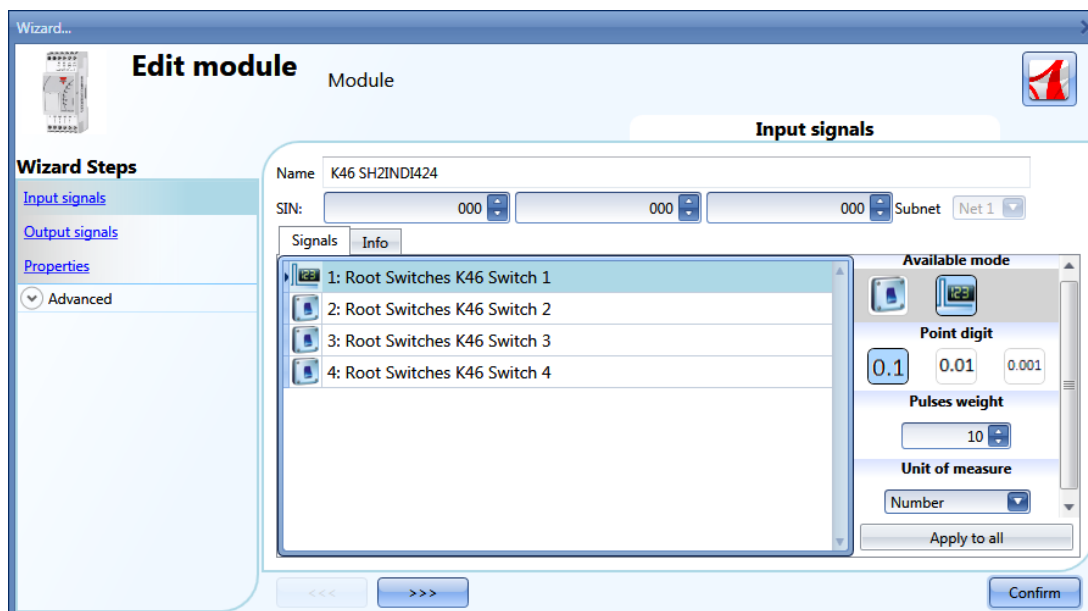 Wizard...
Edit module
Module
Input signals
Wizard Steps
Input signals
Output signals
Properties
Advanced
Name K46 SH2INDI424
SIN: 000 000 000 Subnet Net 1
Signals Info
1: Root Switches K46 Switch 1
2: Root Switches K46 Switch 2
3: Root Switches K46 Switch 3
4: Root Switches K46 Switch 4
Available mode
123
Point digit
0.1 0.01 0.001
Pulses weight
10
Unit of measure
Number
Apply to all
<<< >>> Confirm